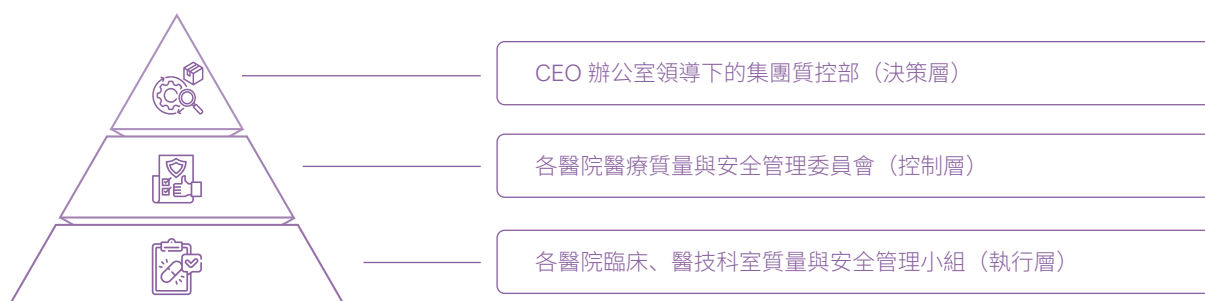 CEO 辦公室領導下的集團質控部（決策層）
各醫院醫療質量與安全管理委員會（控制層）
各醫院臨床、醫技科室質量與安全管理小組（執行層）